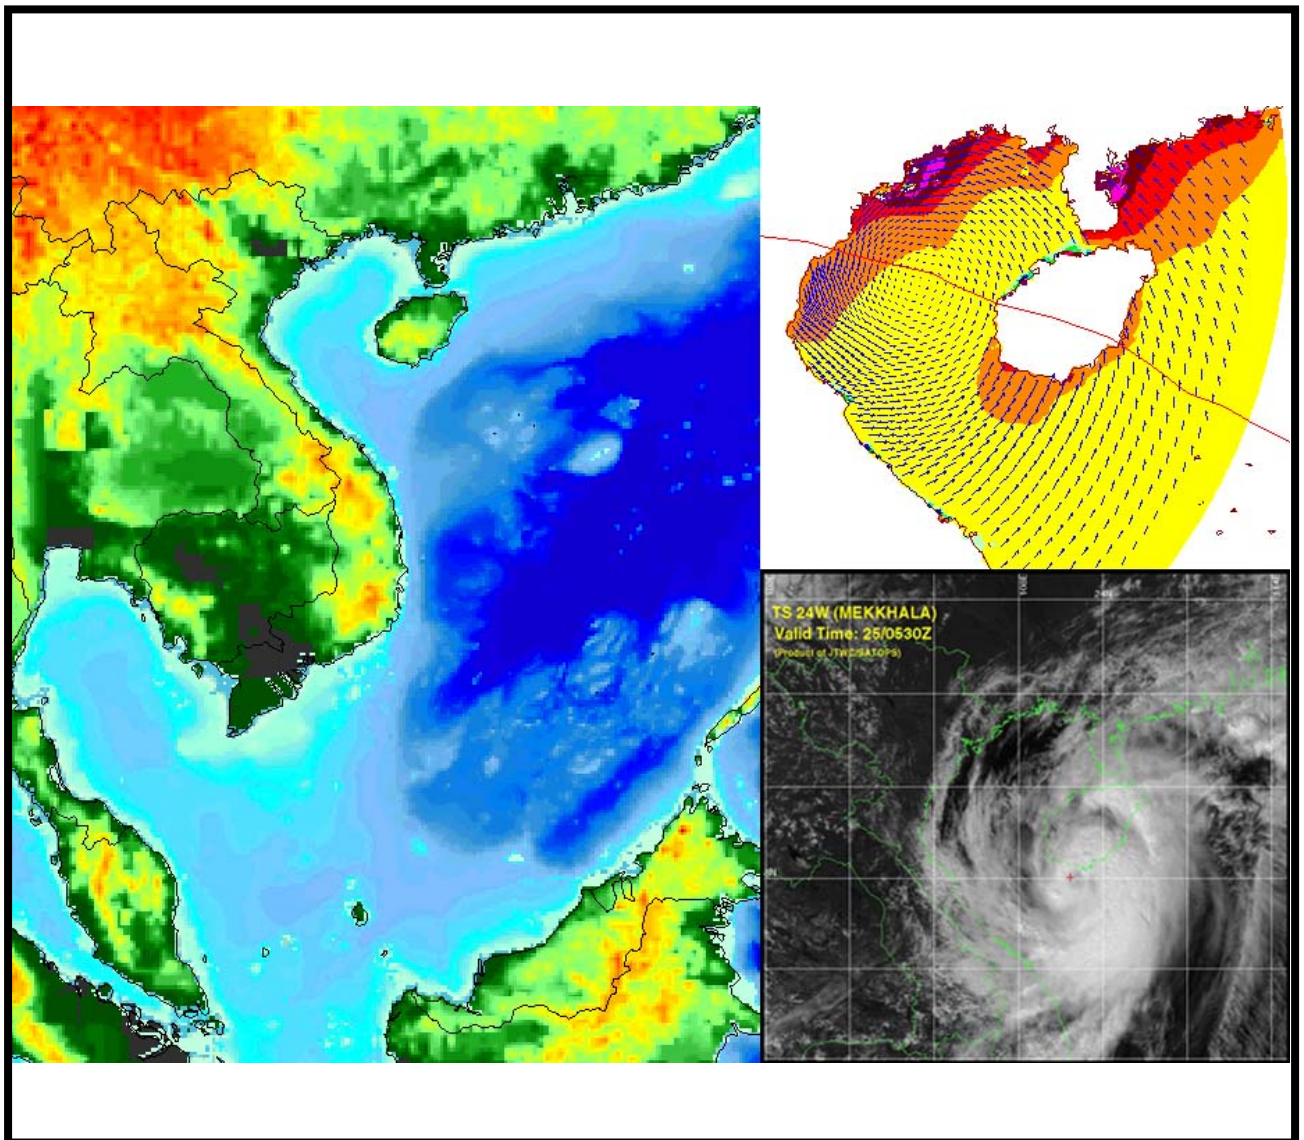 TS 24W (MEKKHALA)
Valid Time: 25/0530Z
(Product of JTWC/SATOPS)